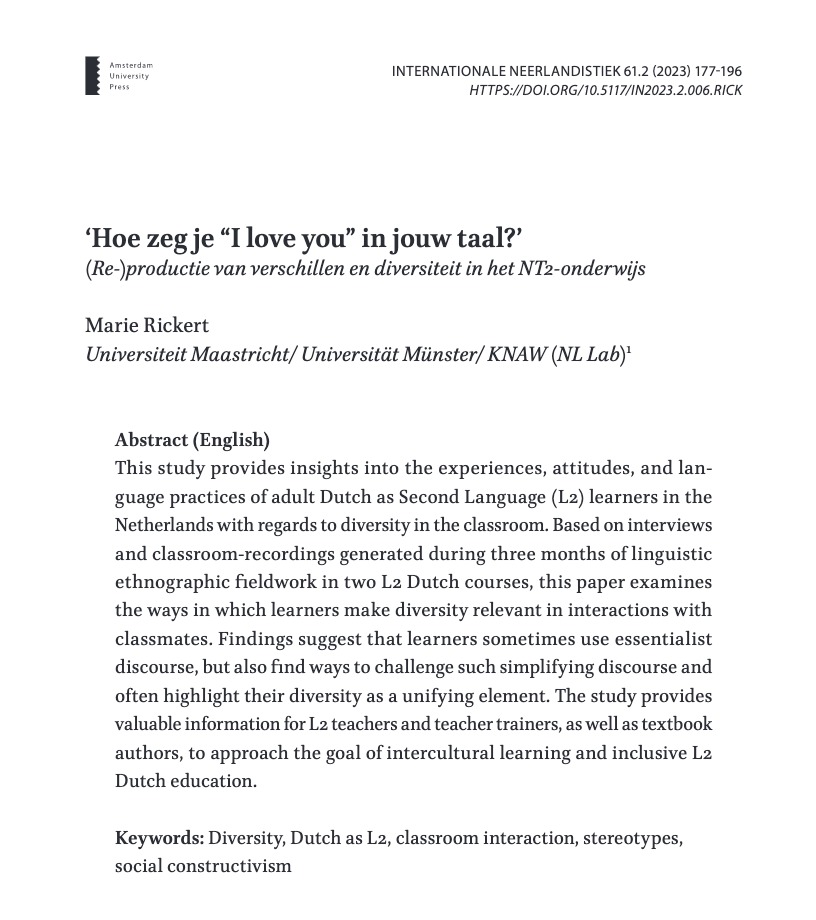 Amsterdam
University
Press
INTERNATIONALE NEERLANDISTIEK 61.2 (2023) 177-196
HTTPS://DOI.ORG/10.5117/IN2023.2.006.RICK
‘Hoe zeg je “I love you” in jouw taal?’
(Re-)productie van verschillen en diversiteit in het NT2-onderwijs
Marie Rickert
Universiteit Maastricht/ Universität Münster/ KNAW (NL Lab)¹
Abstract (English)
This study provides insights into the experiences, attitudes, and lan-
guage practices of adult Dutch as Second Language (L2) learners in the
Netherlands with regards to diversity in the classroom. Based on interviews
and classroom-recordings generated during three months of linguistic
ethnographic fieldwork in two L2 Dutch courses, this paper examines
the ways in which learners make diversity relevant in interactions with
classmates. Findings suggest that learners sometimes use essentialist
discourse, but also find ways to challenge such simplifying discourse and
often highlight their diversity as a unifying element. The study provides
valuable information for L2 teachers and teacher trainers, as well as textbook
authors, to approach the goal of intercultural learning and inclusive L2
Dutch education.
Keywords: Diversity, Dutch as L2, classroom interaction, stereotypes,
social constructivism